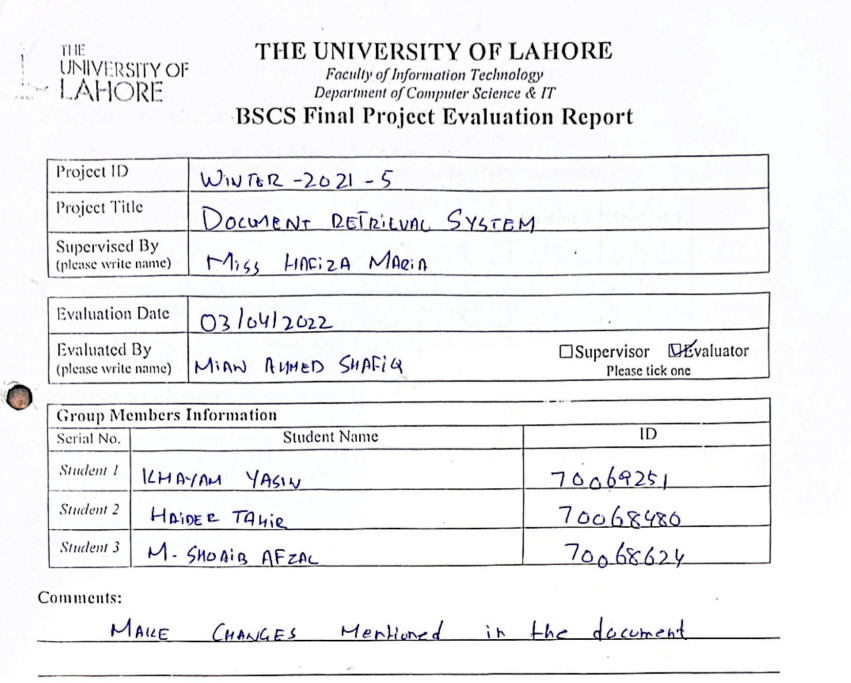 THE
UNIVERSITY OF
LAHORE
THE UNIVERSITY OF LAHORE
Faculty of Information Technology
Department of Computer Science & IT
BSCS Final Project Evaluation Report
Project ID WINTER-2021-5
Project Title DOCUMENT RETRIEVAL SYSTEM
Supervised By
(please write name) Miss HAFIZA MARIA
Evaluation Date 03/04/2022
Evaluated By ☐Supervisor ☑Evaluator
(please write name) MIAN AHMED SHAFIQ Please tick one
Group Members Information
Serial No. Student Name ID
Student 1 KHAYAM YASIN 70069251
Student 2 HAIDER TAHIR 70068480
Student 3 M. SHOAIB AFZAL 70068624
Comments:
MAKE CHANGES Mentioned in the document